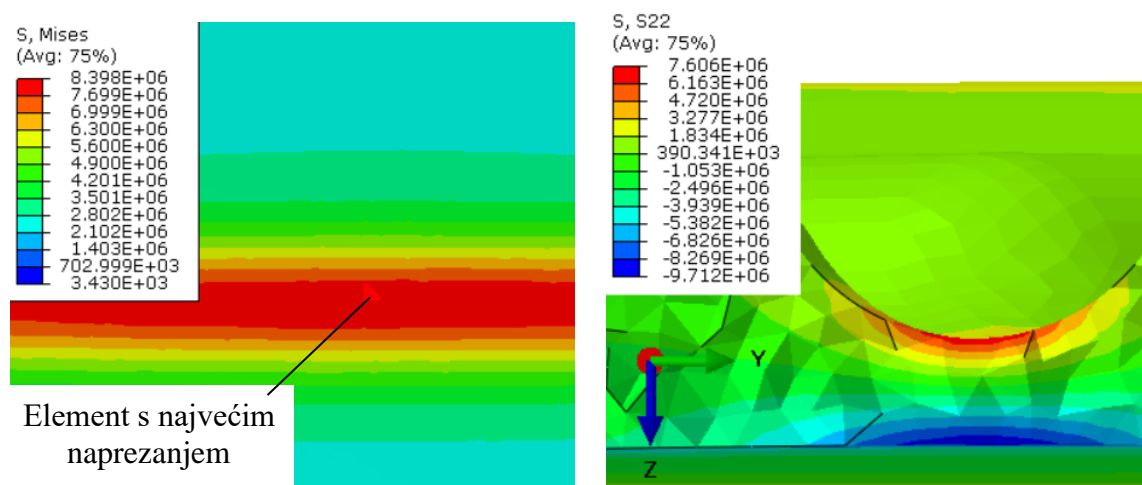 S, Mises
(Avg: 75%)
8.398E+06
7.699E+06
6.999E+06
6.300E+06
5.600E+06
4.900E+06
4.201E+06
3.501E+06
2.802E+06
2.102E+06
1.403E+06
702.999E+03
3.430E+03
Element s najvećim
naprezanjem
S, S22
(Avg: 75%)
7.606E+06
6.163E+06
4.720E+06
3.277E+06
1.834E+06
390.341E+03
-1.053E+06
-2.496E+06
-3.939E+06
-5.382E+06
-6.826E+06
-8.269E+06
-9.712E+06
Y
Z